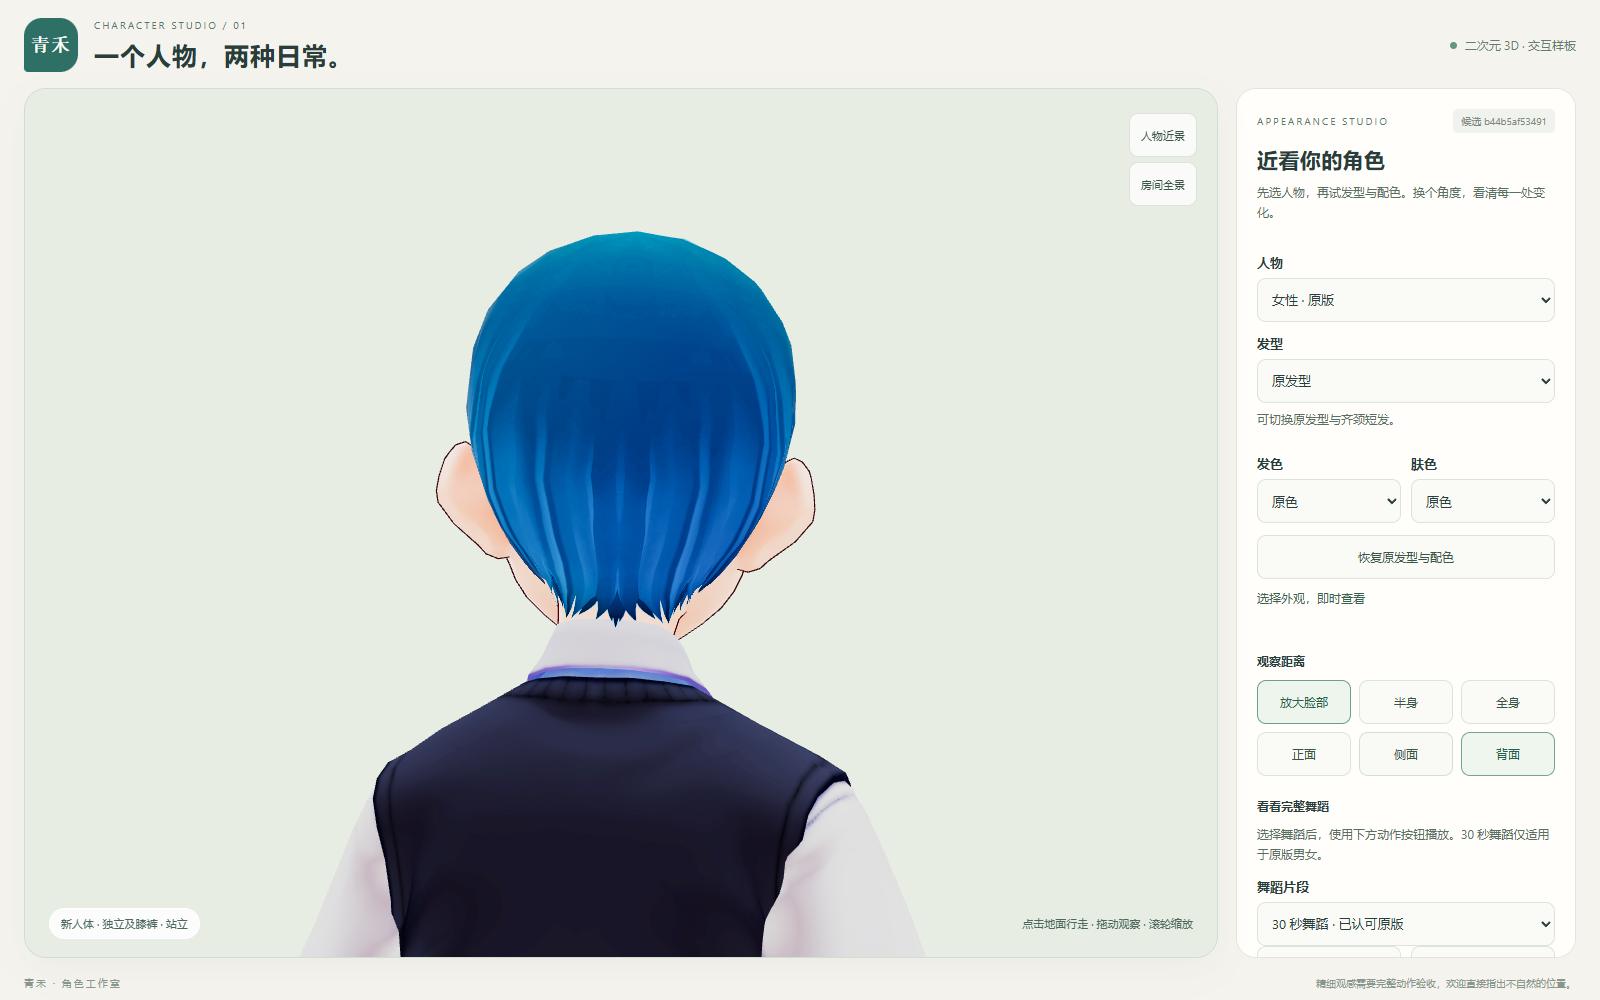 青禾
CHARACTER STUDIO / 01
一个人物，两种日常。
二次元 3D · 交互样板
人物近景
房间全景
新人体 · 独立及膝裤 · 站立
点击地面行走 · 拖动观察 · 滚轮缩放
APPEARANCE STUDIO
候选 b44b5af53491
近看你的角色
先选人物，再试发型与配色。换个角度，看清每一处变
化。
人物
女性 · 原版
发型
原发型
可切换原发型与齐颈短发。
发色
肤色
原色
原色
恢复原发型与配色
选择外观，即时查看
观察距离
放大脸部
半身
全身
正面
侧面
背面
看看完整舞蹈
选择舞蹈后，使用下方动作按钮播放。30 秒舞蹈仅适用
于原版男女。
舞蹈片段
30 秒舞蹈 · 已认可原版
青禾 · 角色工作室
精细观感需要完整动作验收，欢迎直接指出不自然的位置。